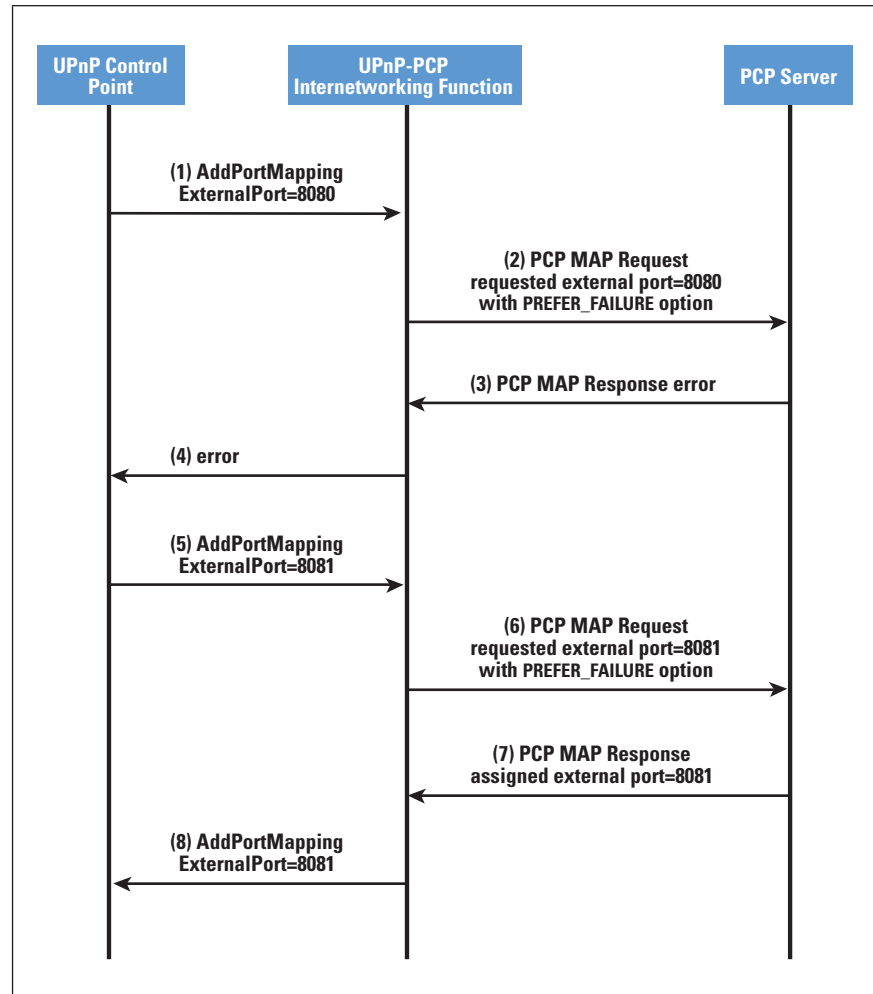 UPnP Control
Point
UPnP-PCP
Internetworking Function
PCP Server
(1) AddPortMapping
ExternalPort=8080
(2) PCP MAP Request
requested external port=8080
with PREFER_FAILURE option
(3) PCP MAP Response error
(4) error
(5) AddPortMapping
ExternalPort=8081
(6) PCP MAP Request
requested external port=8081
with PREFER_FAILURE option
(7) PCP MAP Response
assigned external port=8081
(8) AddPortMapping
ExternalPort=8081